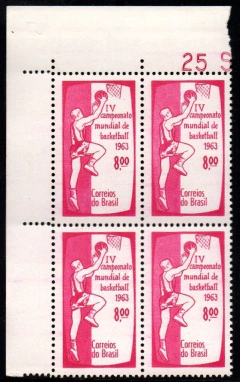 25 S
IV
campeonato
mundial de
basketball
1963
8,00
Correios
do Brasil
IV
campeonato
mundial de
basketball
1963
8,00
Correios
do Brasil
IV
campeonato
mundial de
basketball
1963
8,00
Correios
do Brasil
IV
campeonato
mundial de
basketball
1963
8,00
Correios
do Brasil